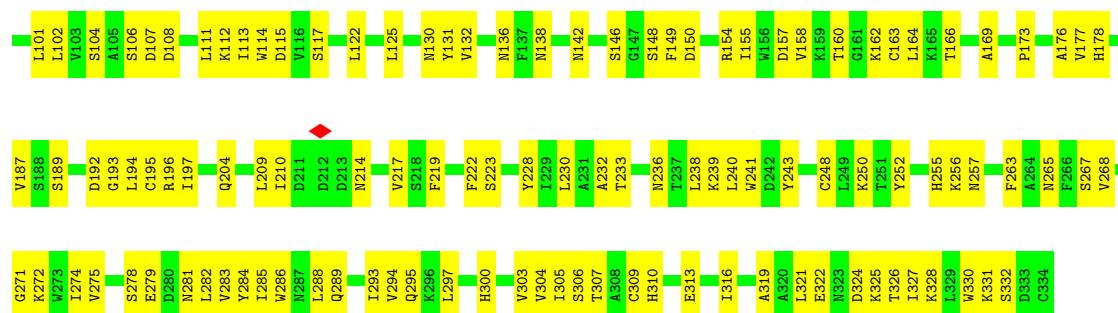 L101 L102 V103 S104 A105 S106 D107 D108 L111 K112 I113 W114 D115 V116 S117 L122 L125 N130 Y131 V132 N136 F137 N138 N142 S146 G147 S148 F149 D150 R154 I155 W156 D157 V158 K159 T160 G161 K162 C163 L164 K165 T166 A169 P173 A176 V177 H178
V187 S188 S189 D192 G193 L194 C195 R196 I197 Q204 L209 I210 D211 D212 D213 N214 V217 S218 F219 F222 S223 Y228 I229 L230 A231 A232 T233 N236 T237 L238 K239 L240 W241 D242 Y243 C248 L249 K250 T251 Y252 H255 K256 N257 F263 A264 N265 F266 S267 V268
G271 K272 W273 I274 V275 S278 E279 D280 N281 L282 V283 Y284 I285 W286 N287 L288 Q289 I293 V294 Q295 K296 L297 H300 V303 V304 I305 S306 T307 A308 C309 H310 E313 I316 A319 A320 L321 E322 N323 D324 K325 T326 I327 K328 L329 W330 K331 S332 D333 C334